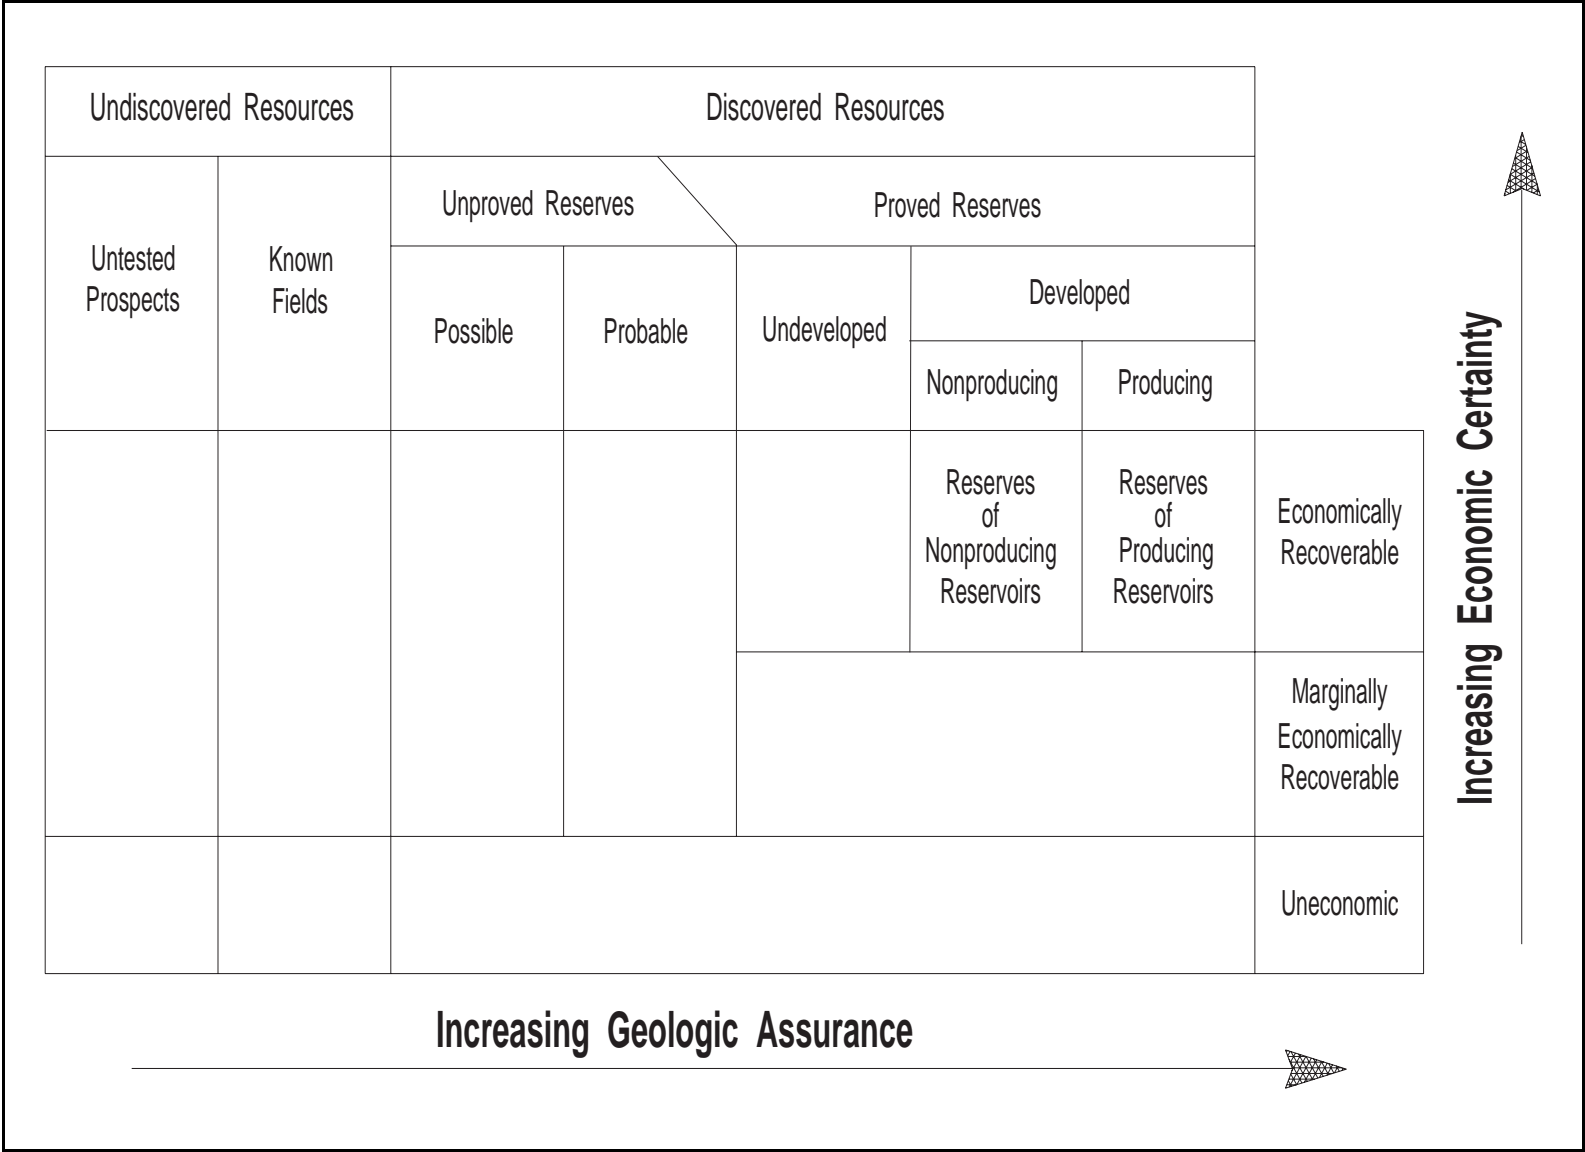 Undiscovered Resources
Discovered Resources
Untested
Prospects
Known
Fields
Unproved Reserves
Proved Reserves
Possible
Probable
Undeveloped
Developed
Nonproducing
Producing
Reserves
of
Nonproducing
Reservoirs
Reserves
of
Producing
Reservoirs
Economically
Recoverable
Marginally
Economically
Recoverable
Uneconomic
Increasing Economic Certainty
Increasing Geologic Assurance